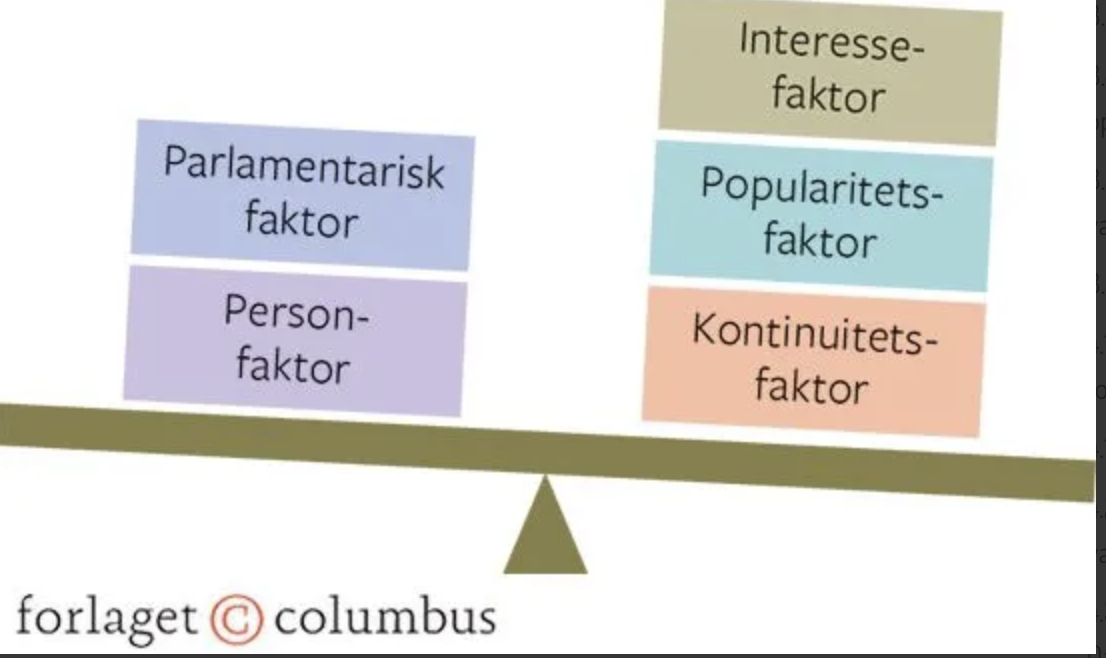 Parlamentarisk
faktor
Person-
faktor
Interesse-
faktor
Popularitets-
faktor
Kontinuitets-
faktor
forlaget © columbus